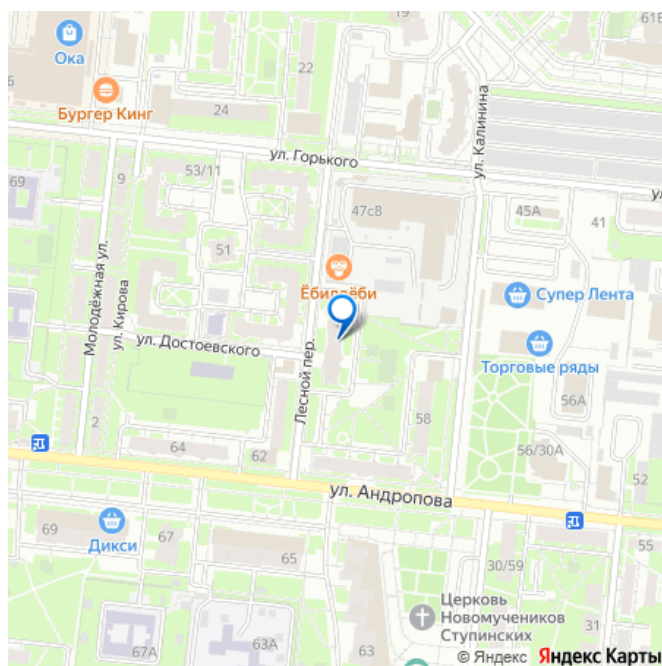 19
61В
Ока
6
22
Бургер Кинг
24
ул. Горького
ул. Калинина
53/11
69
9
47с8
45А
41
51
Ёбидоёби
Супер Лента
Молодёжная ул.
ул. Кирова
ул. Достоевского
Лесной пер.
Торговые ряды
56А
2
58
64
62
56/30А
52
ул. Андропова
69
67
Дикси
65
55
30/59
Церковь
Новомучеников
Ступинских
67А
63А
63
31
© Яндекс Яндекс Карты